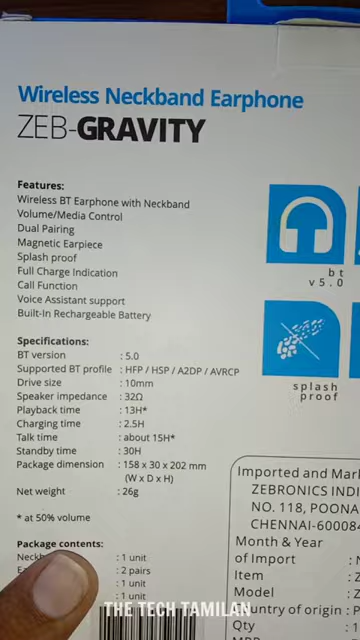 Wireless Neckband Earphone
ZEB-GRAVITY
Features:
Wireless BT Earphone with Neckband
Volume/Media Control
Dual Pairing
Magnetic Earpiece
Splash proof
Full Charge Indication
Call Function
Voice Assistant support
Built-In Rechargeable Battery
bt
v5.0
splash
proof
Specifications:
BT version : 5.0
Supported BT profile : HFP / HSP / A2DP / AVRCP
Drive size : 10mm
Speaker impedance : 32Ω
Playback time : 13H*
Charging time : 2.5H
Talk time : about 15H*
Standby time : 30H
Package dimension : 158 x 30 x 202 mm
(W x D x H)
Net weight : 26g
* at 50% volume
Package contents:
: 1 unit
: 2 pairs
: 1 unit
: 1 unit
Imported and
ZEBRONICS
NO. 118,
CHENNAI-600084
Month & Year
of Import :
Item :
Model :
Country of origin :
Qty :
MRP
THE TECH TAMILAN